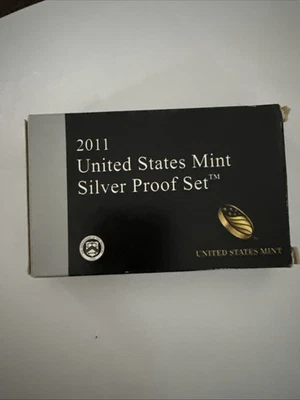 2011
United States Mint
Silver Proof Set™
UNITED STATES MINT